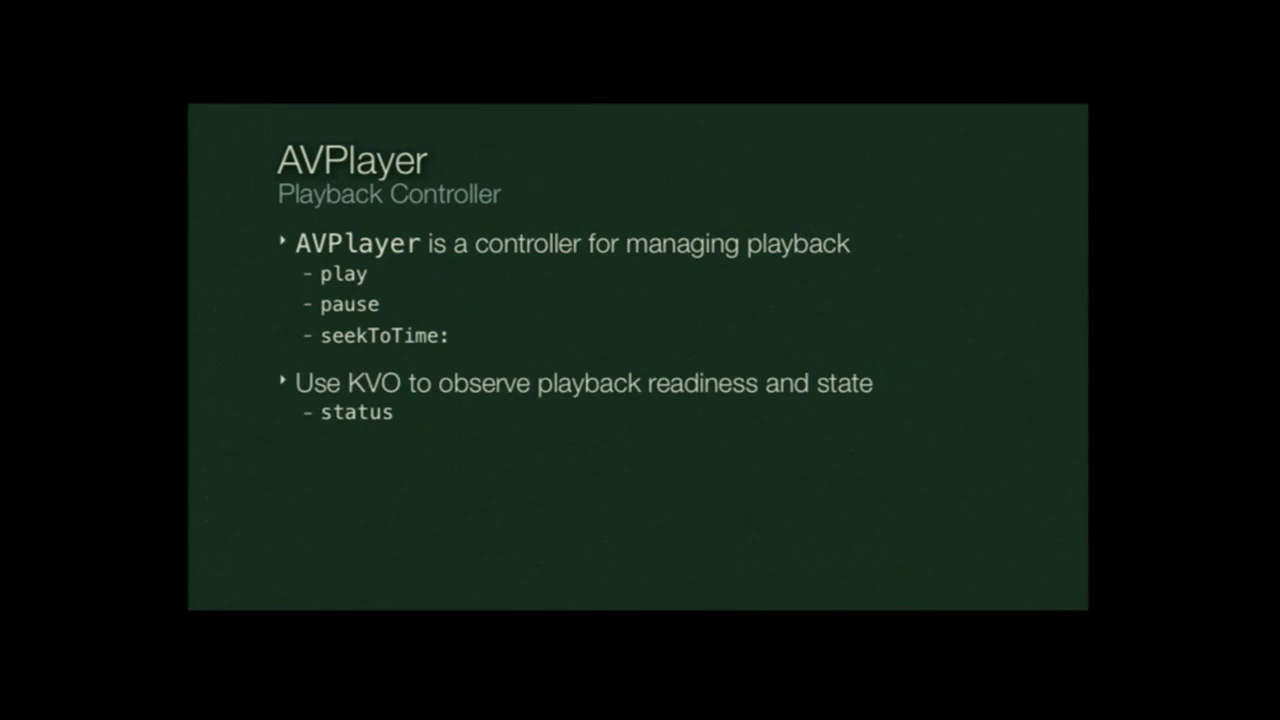 AVPlayer
Playback Controller
‣ AVPlayer is a controller for managing playback
- play
- pause
- seekToTime:
‣ Use KVO to observe playback readiness and state
- status